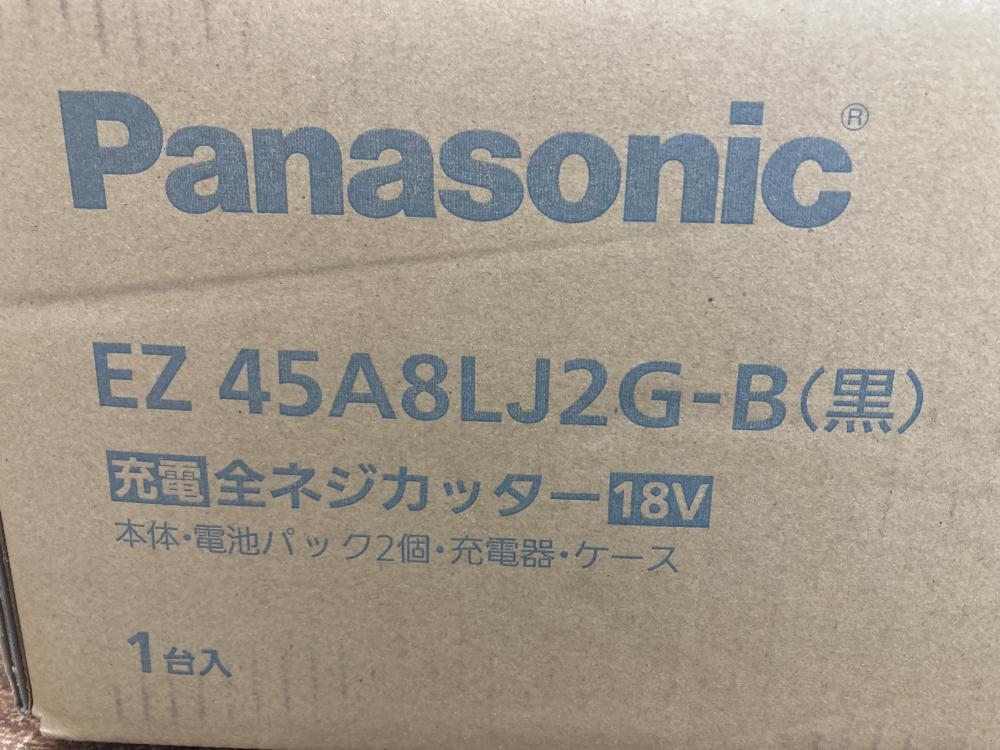 Panasonic®
EZ 45A8LJ2G-B(黒)
充電全ネジカッター18V
本体・電池パック2個・充電器・ケース
1台入